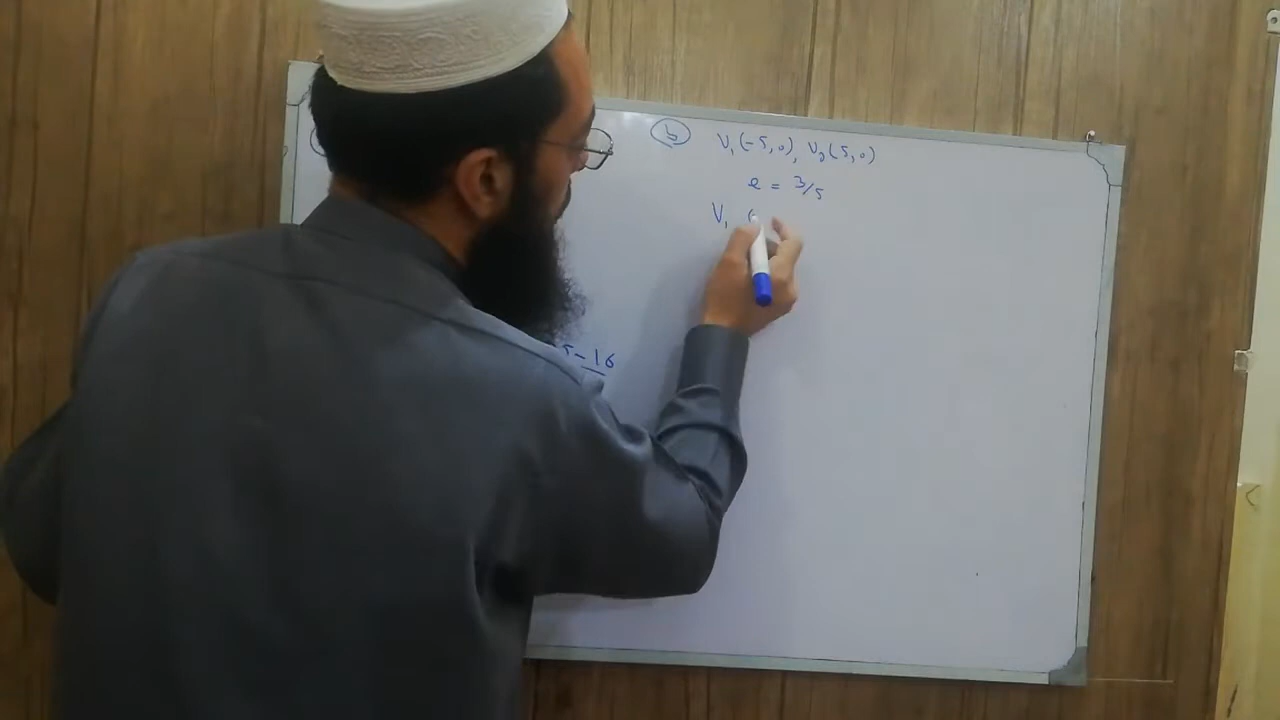 b V₁(-5,0), V₂(5,0)
e = 3/5
V₁ (
5-16